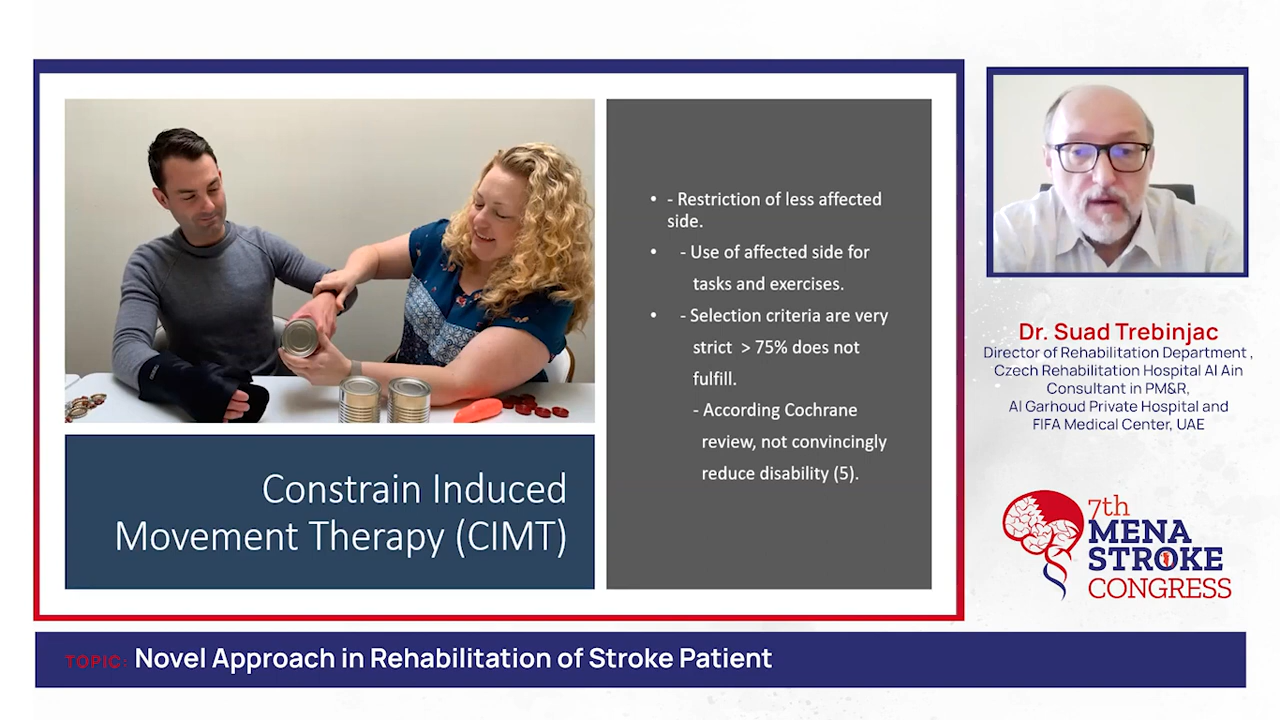 • - Restriction of less affected
side.
• - Use of affected side for
tasks and exercises.
• - Selection criteria are very
strict > 75% does not
fulfill.
- According Cochrane
review, not convincingly
reduce disability (5).
Constrain Induced
Movement Therapy (CIMT)
Dr. Suad Trebinjac
Director of Rehabilitation Department ,
Czech Rehabilitation Hospital Al Ain
Consultant in PM&R,
Al Garhoud Private Hospital and
FIFA Medical Center, UAE
7th
MENA
STROKE
CONGRESS
TOPIC: Novel Approach in Rehabilitation of Stroke Patient